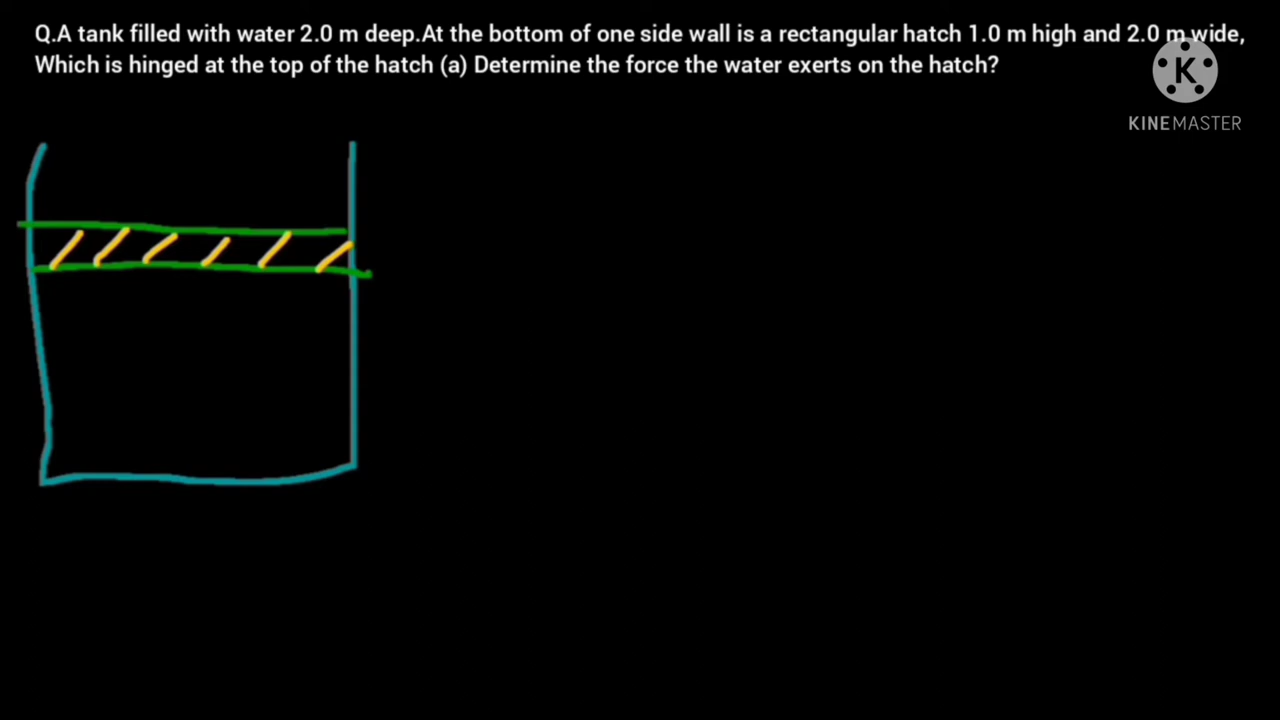 Q.A tank filled with water 2.0 m deep.At the bottom of one side wall is a rectangular hatch 1.0 m high and 2.0 m wide,
Which is hinged at the top of the hatch (a) Determine the force the water exerts on the hatch?
K
KINEMASTER